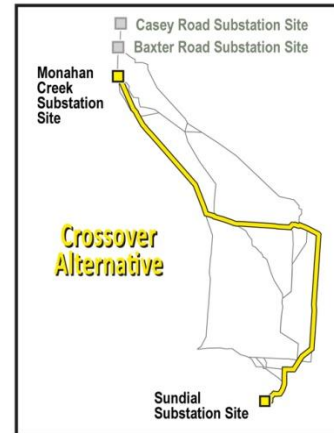 Casey Road Substation Site
Baxter Road Substation Site
Monahan
Creek Substation
Site
Crossover
Alternative
Sundial
Substation Site